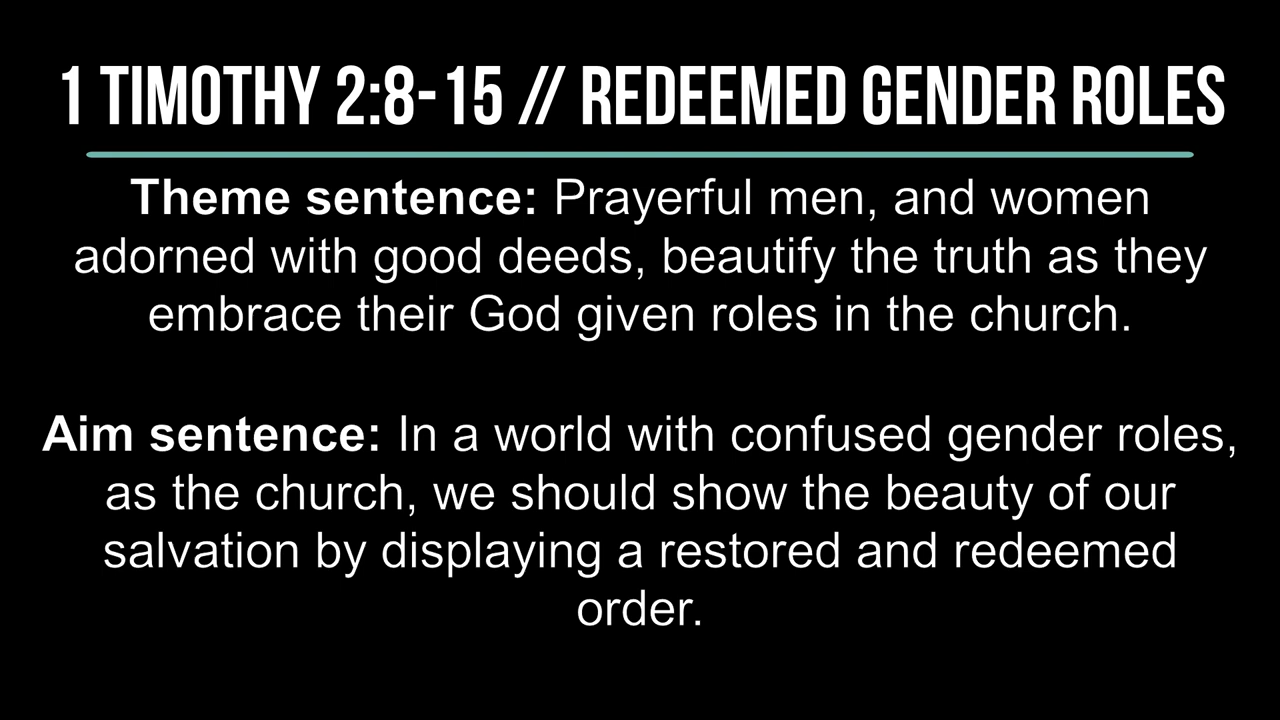 1 TIMOTHY 2:8-15 // REDEEMED GENDER ROLES
Theme sentence: Prayerful men, and women
adorned with good deeds, beautify the truth as they
embrace their God given roles in the church.
Aim sentence: In a world with confused gender roles,
as the church, we should show the beauty of our
salvation by displaying a restored and redeemed
order.